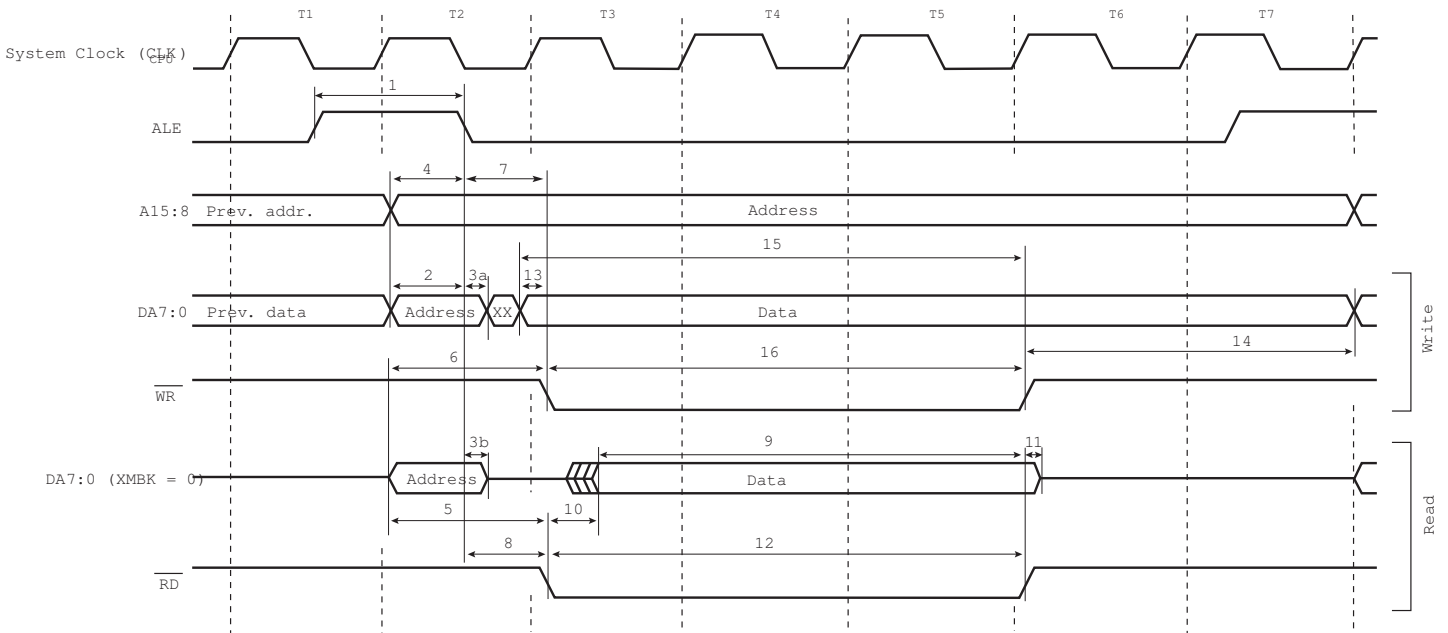 T1 T2 T3 T4 T5 T6 T7
System Clock (CLK CPU)
1
ALE
4 7
A15:8 Prev. addr. Address
15
2 3a 13
DA7:0 Prev. data Address XX Data
14
6 16
WR
Write
3b 9 11
DA7:0 (XMBK = 0) Address Data
5 10
8 12
RD
Read